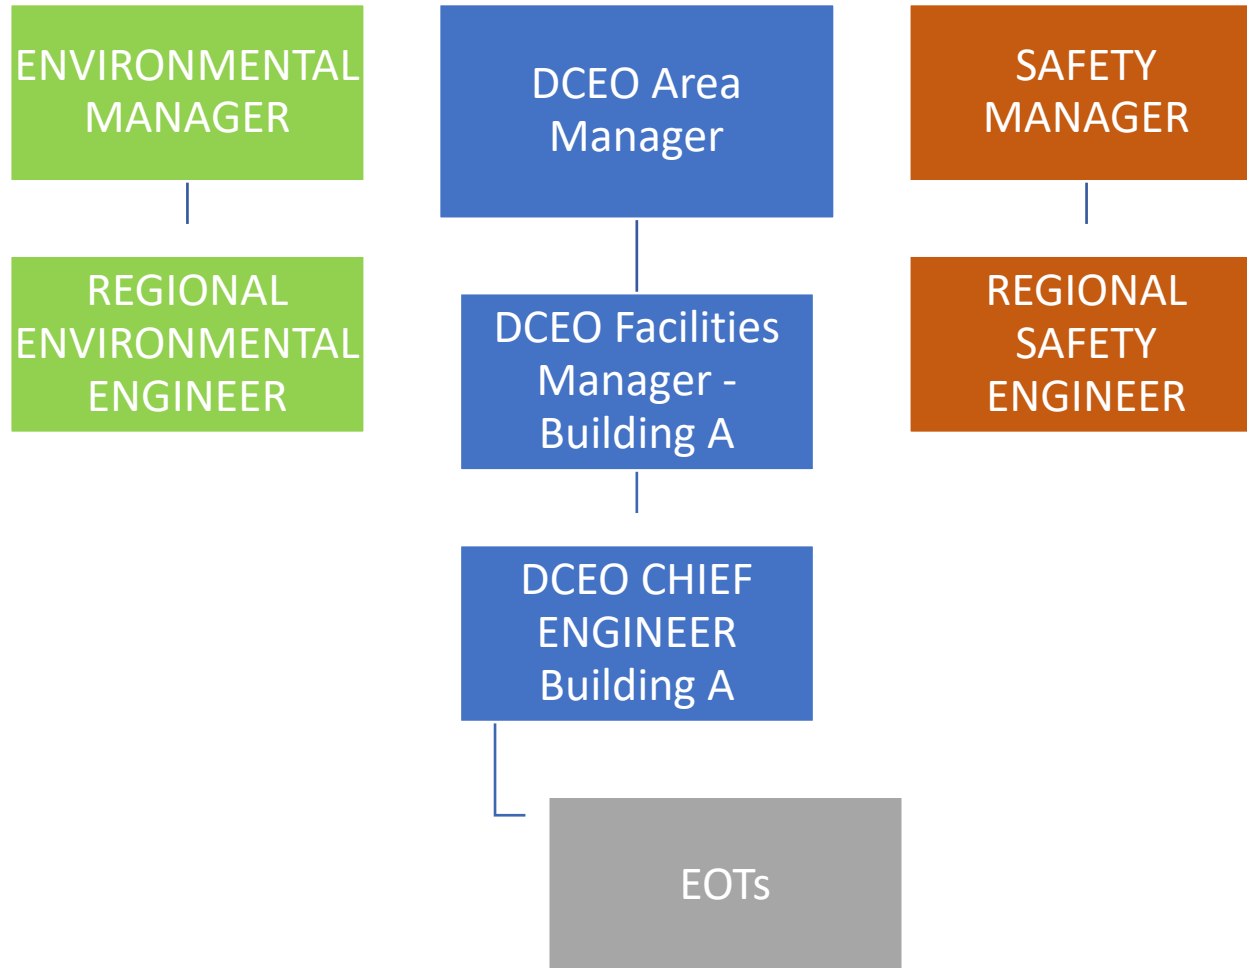 ENVIRONMENTAL
MANAGER
DCEO Area
Manager
SAFETY
MANAGER
REGIONAL
ENVIRONMENTAL
ENGINEER
DCEO Facilities
Manager -
Building A
REGIONAL
SAFETY
ENGINEER
DCEO CHIEF
ENGINEER
Building A
EOTs